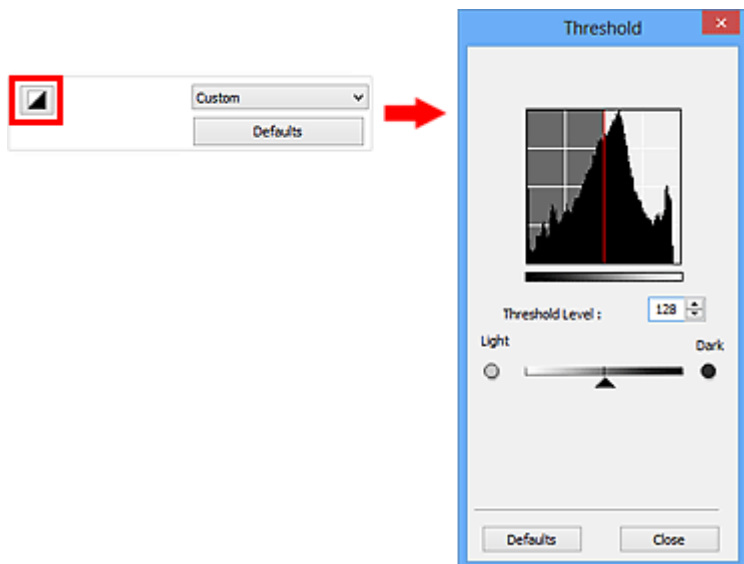 Custom
Defaults
Threshold
Threshold Level : 128
Light Dark
Defaults Close